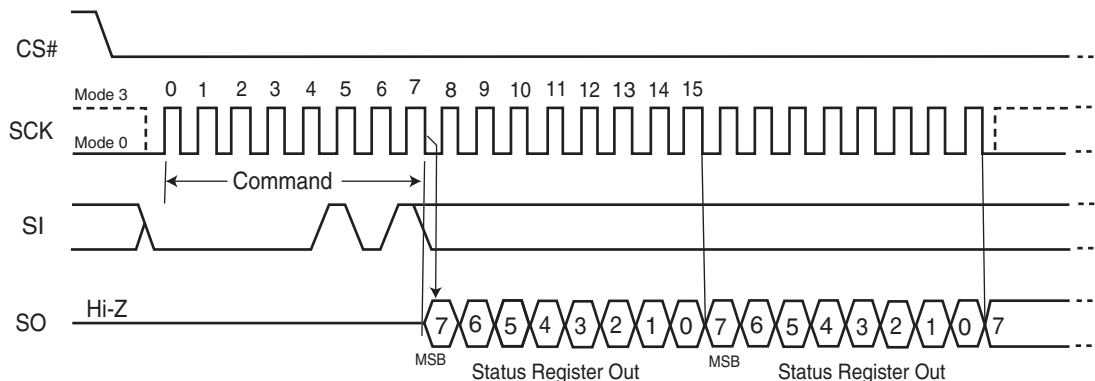 CS#
Mode 3
0 1 2 3 4 5 6 7 8 9 10 11 12 13 14 15
SCK
Mode 0
Command
SI
Hi-Z
SO
7 6 5 4 3 2 1 0 7 6 5 4 3 2 1 0 7
MSB Status Register Out MSB Status Register Out